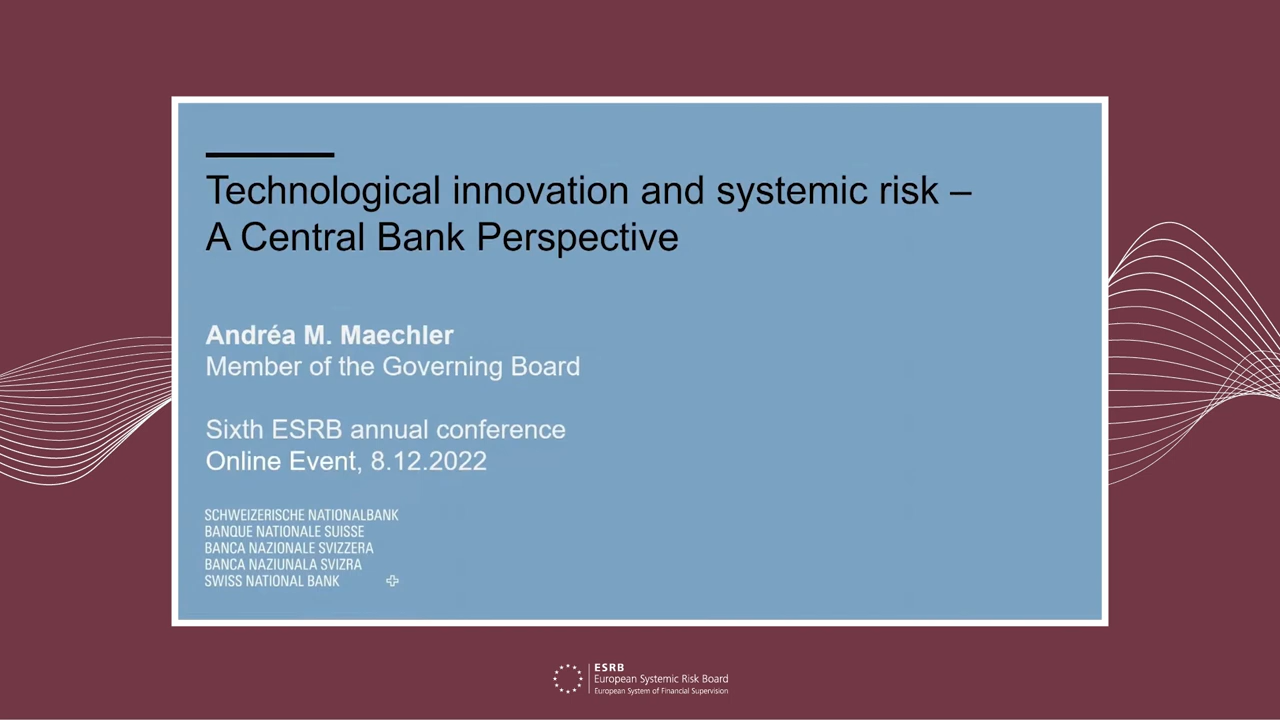 Technological innovation and systemic risk –
A Central Bank Perspective
Andréa M. Maechler
Member of the Governing Board
Sixth ESRB annual conference
Online Event, 8.12.2022
SCHWEIZERISCHE NATIONALBANK
BANQUE NATIONALE SUISSE
BANCA NAZIONALE SVIZZERA
BANCA NAZIUNALA SVIZRA
SWISS NATIONAL BANK
ESRB
European Systemic Risk Board
European System of Financial Supervision